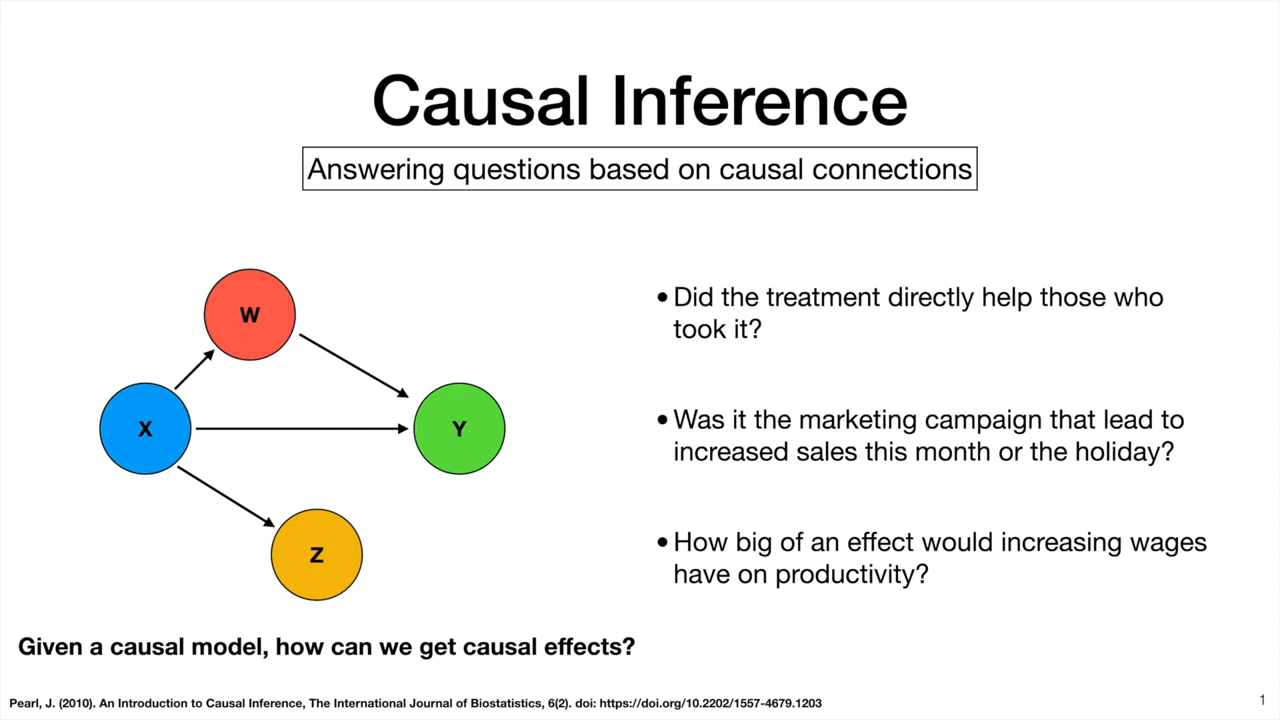 Causal Inference
Answering questions based on causal connections
W
X
Y
Z
•Did the treatment directly help those who
took it?
•Was it the marketing campaign that lead to
increased sales this month or the holiday?
•How big of an effect would increasing wages
have on productivity?
Given a causal model, how can we get causal effects?
Pearl, J. (2010). An Introduction to Causal Inference, The International Journal of Biostatistics, 6(2). doi: https://doi.org/10.2202/1557-4679.1203
1